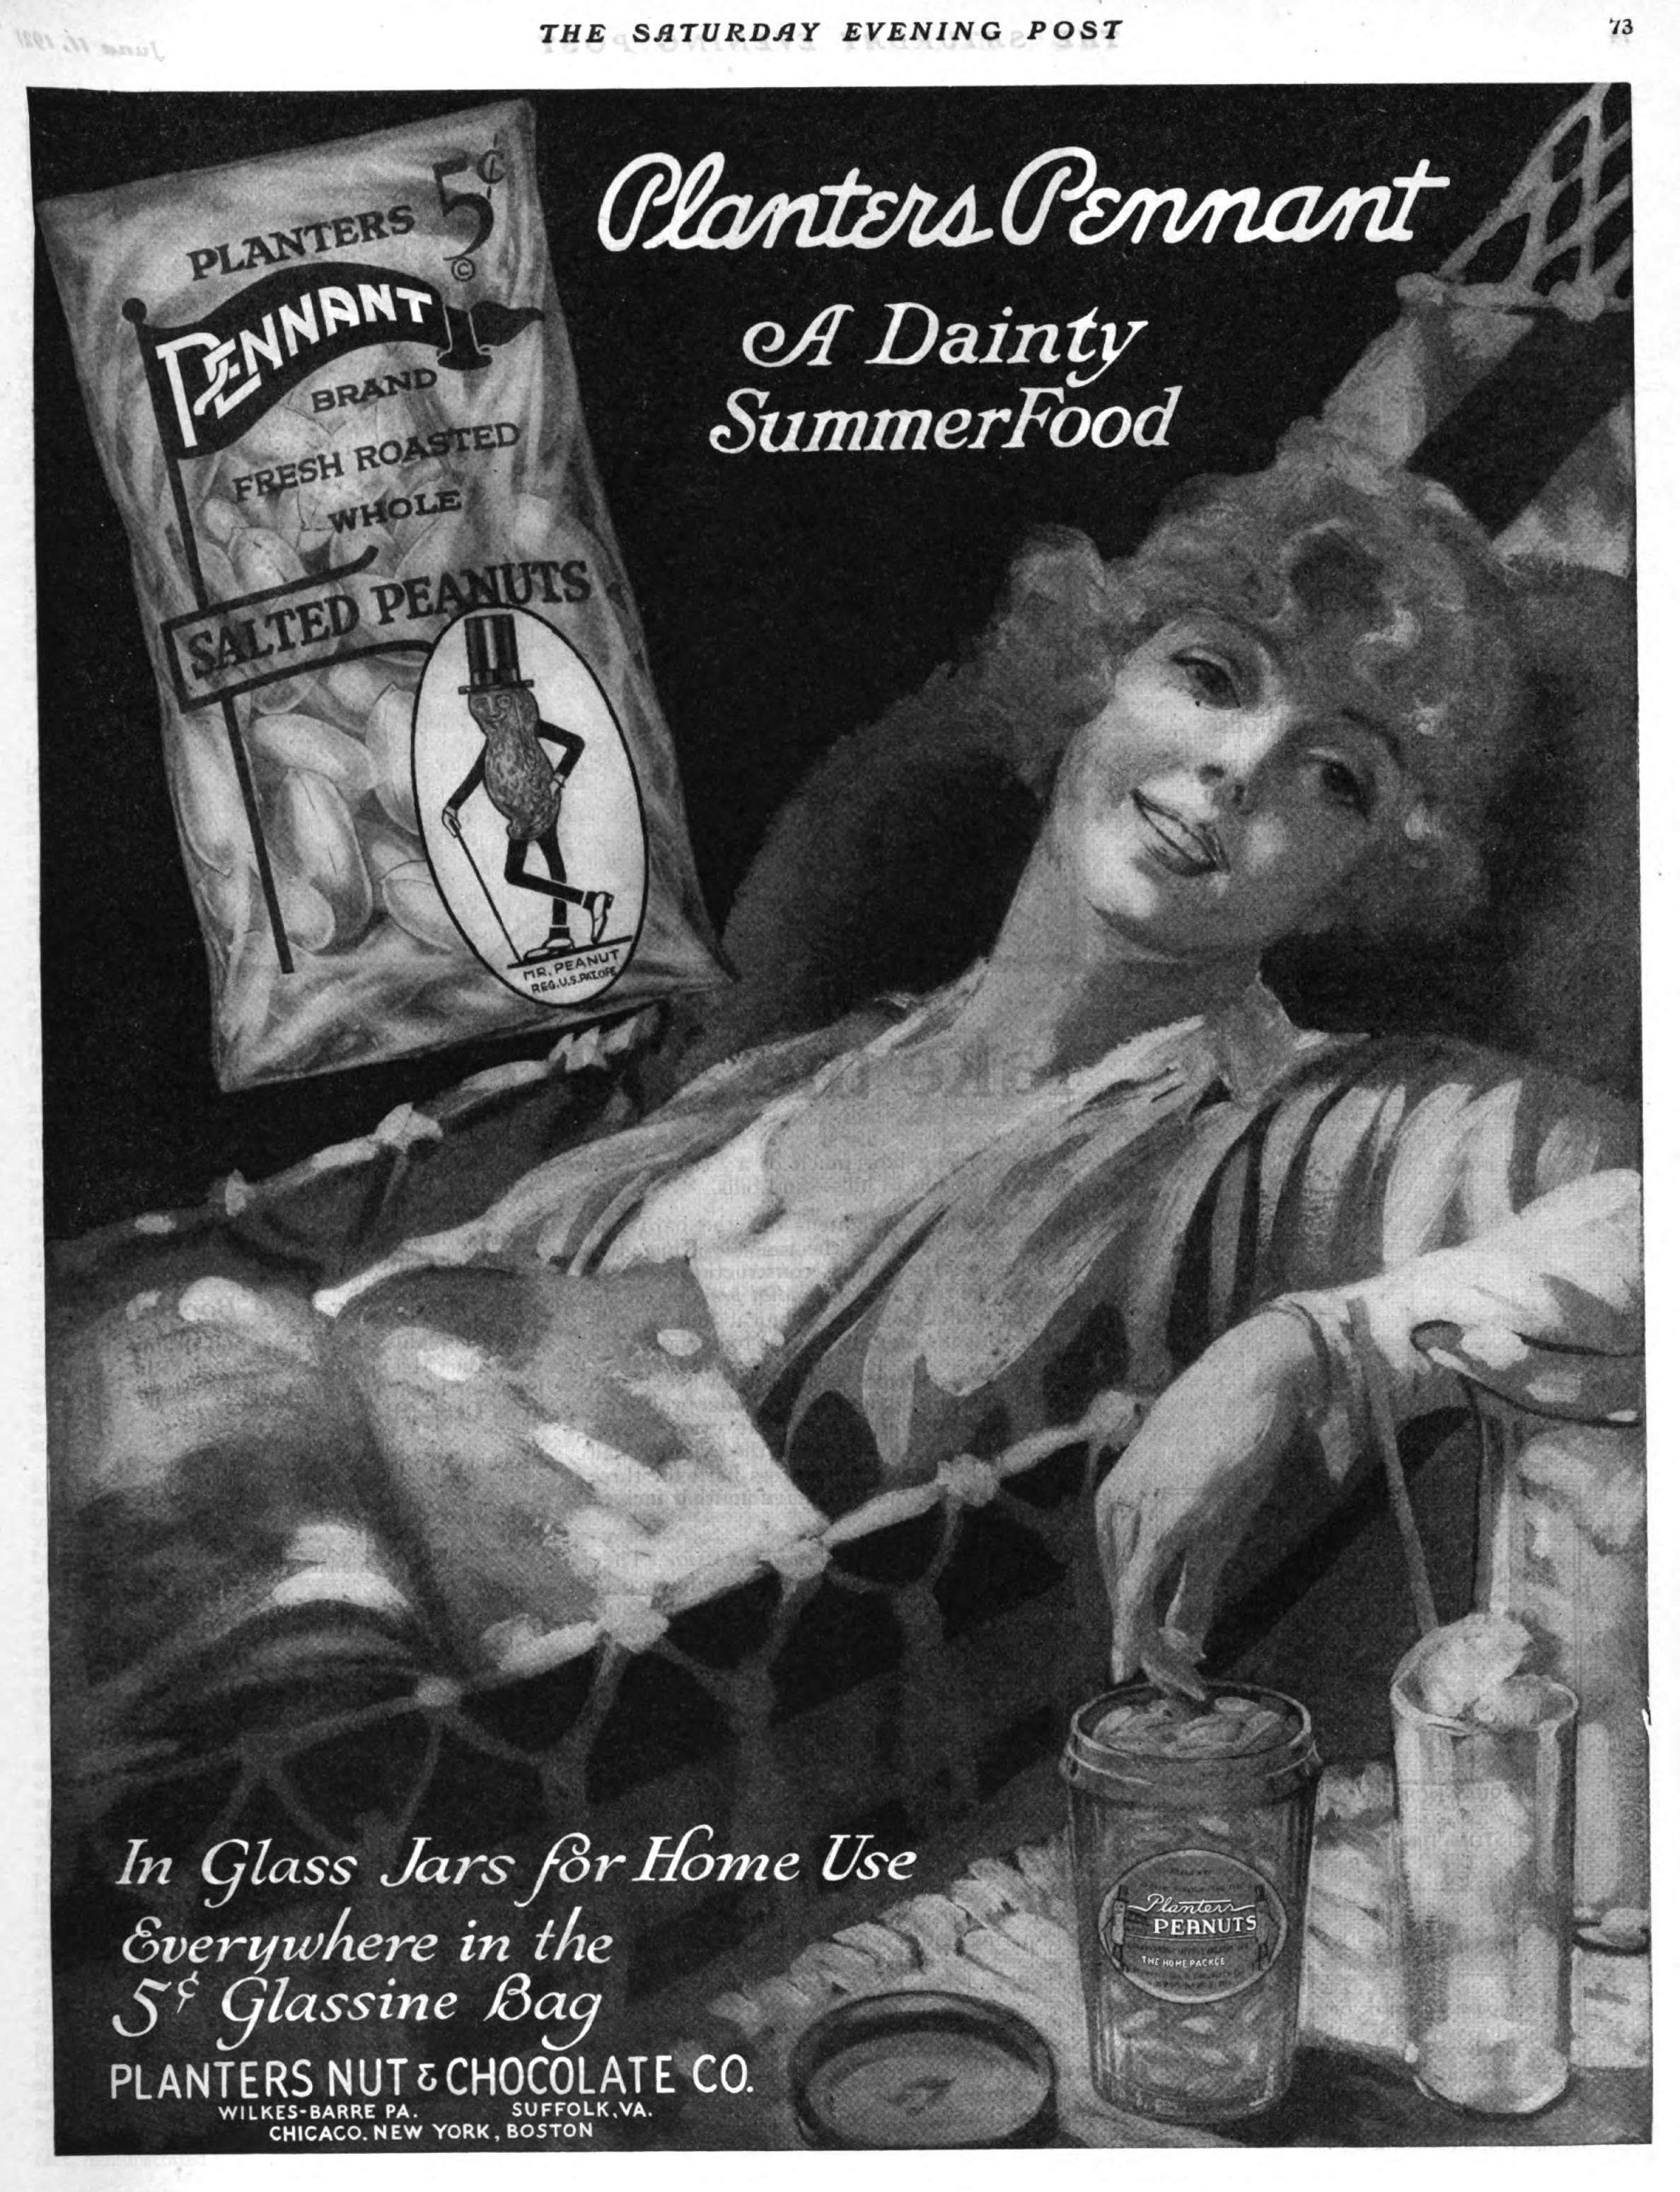 THE SATURDAY EVENING POST
73
Planters Pennant
A Dainty
Summer Food
PLANTERS 5¢
©
PENNANT
BRAND
FRESH ROASTED
WHOLE
SALTED PEANUTS
MR. PEANUT
REG. U.S. PAT. OFF.
In Glass Jars for Home Use
Everywhere in the
5¢ Glassine Bag
PLANTERS NUT & CHOCOLATE CO.
WILKES-BARRE PA. SUFFOLK, VA.
CHICAGO. NEW YORK, BOSTON
Planters
PEANUTS
THE HOME PACKGE